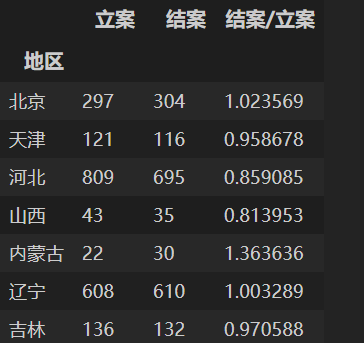 立案 结案 结案/立案
地区
北京 297 304 1.023569
天津 121 116 0.958678
河北 809 695 0.859085
山西 43 35 0.813953
内蒙古 22 30 1.363636
辽宁 608 610 1.003289
吉林 136 132 0.970588